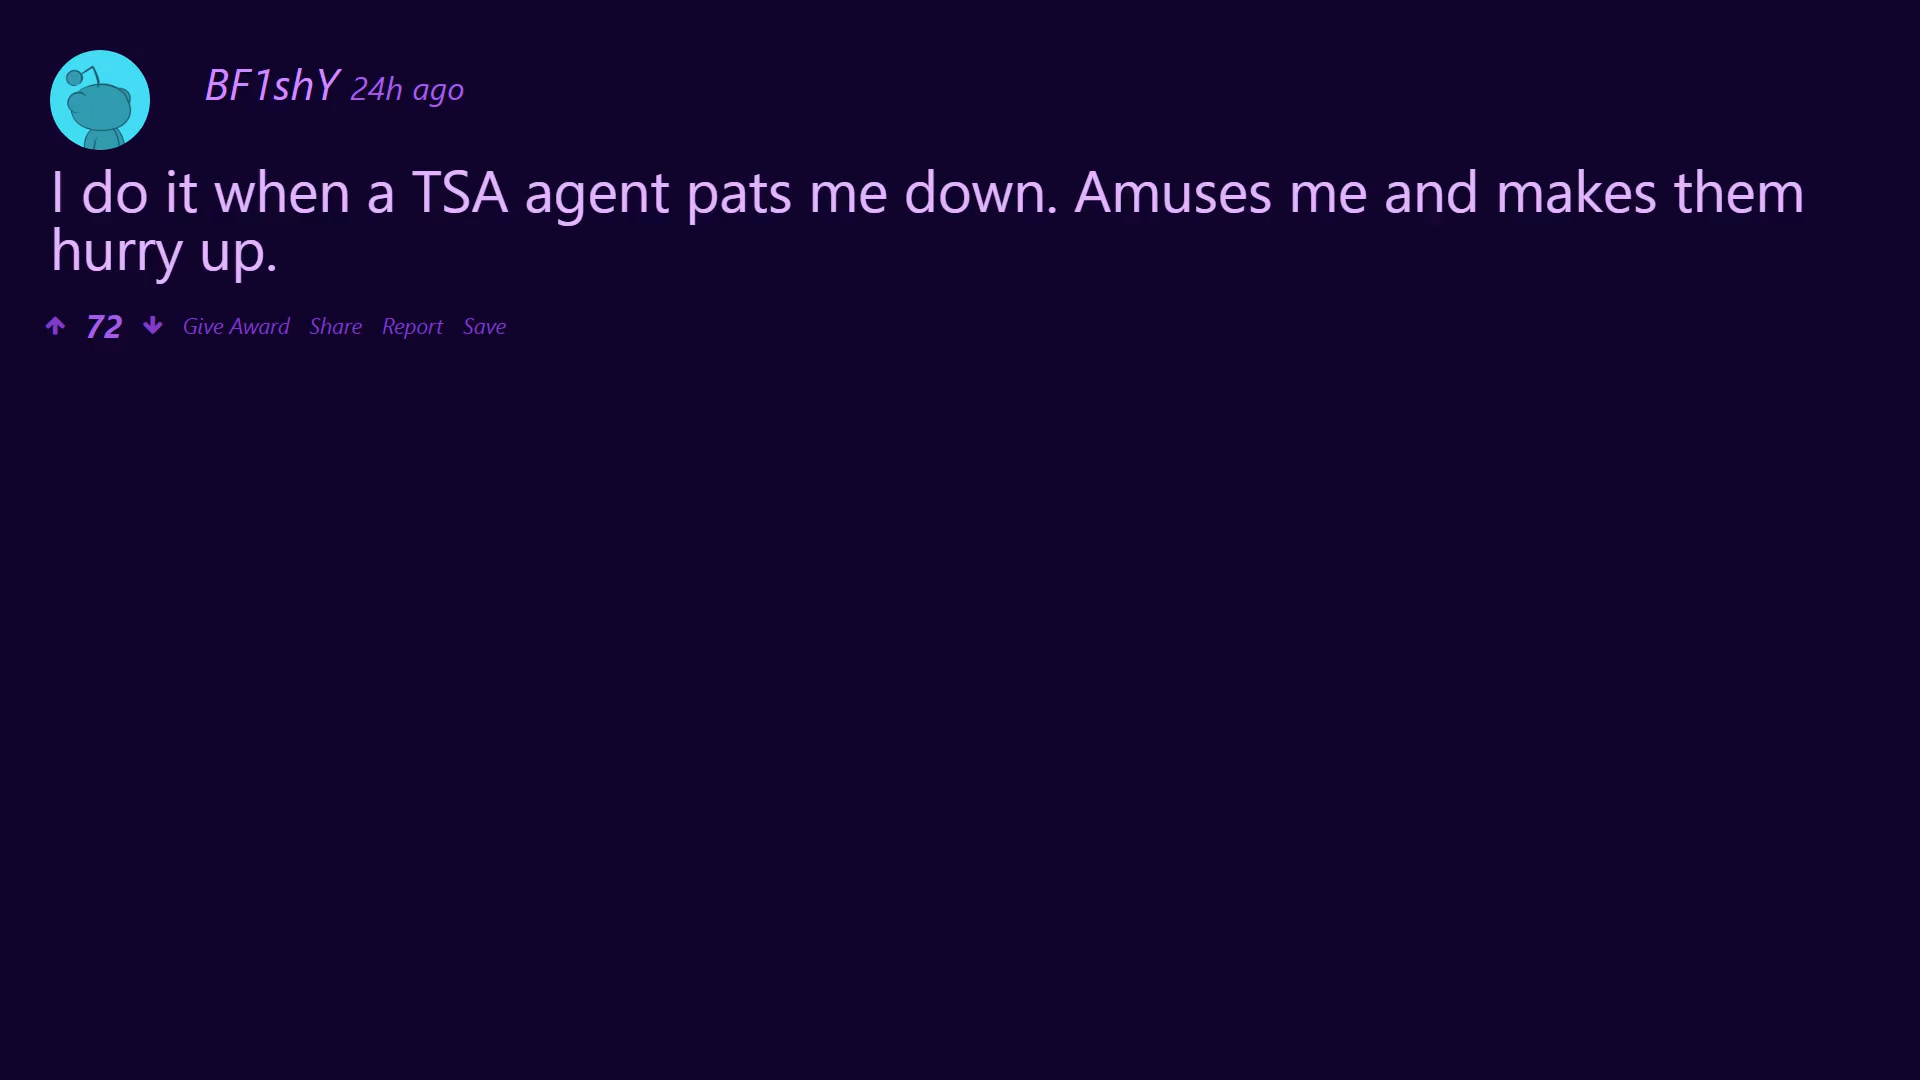 BF1shY 24h ago
I do it when a TSA agent pats me down. Amuses me and makes them
hurry up.
72 Give Award Share Report Save